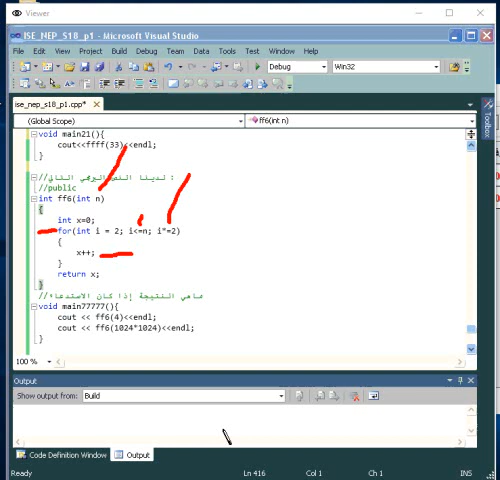 Viewer
ISE_NEP_S18_p1 - Microsoft Visual Studio
File Edit View Project Build Debug Team Data Tools Test Window Help
Debug Win32
ise_nep_s18_p1.cpp*
(Global Scope) ff6(int n)
Toolbox
void main21(){
cout<<ffff(33)<<endl;
}
//لدينا النص البرمجي التالي :
//public
int ff6(int n)
{
int x=0;
for(int i = 2; i<=n; i*=2)
{
x++;
}
return x;
}
//ماهي النتيجة إذا كان الاستدعاء
void main77777(){
cout << ff6(4)<<endl;
cout << ff6(1024*1024)<<endl;
}
100 %
Output
Show output from: Build
Code Definition Window Output
Ready Ln 416 Col 1 Ch 1 INS